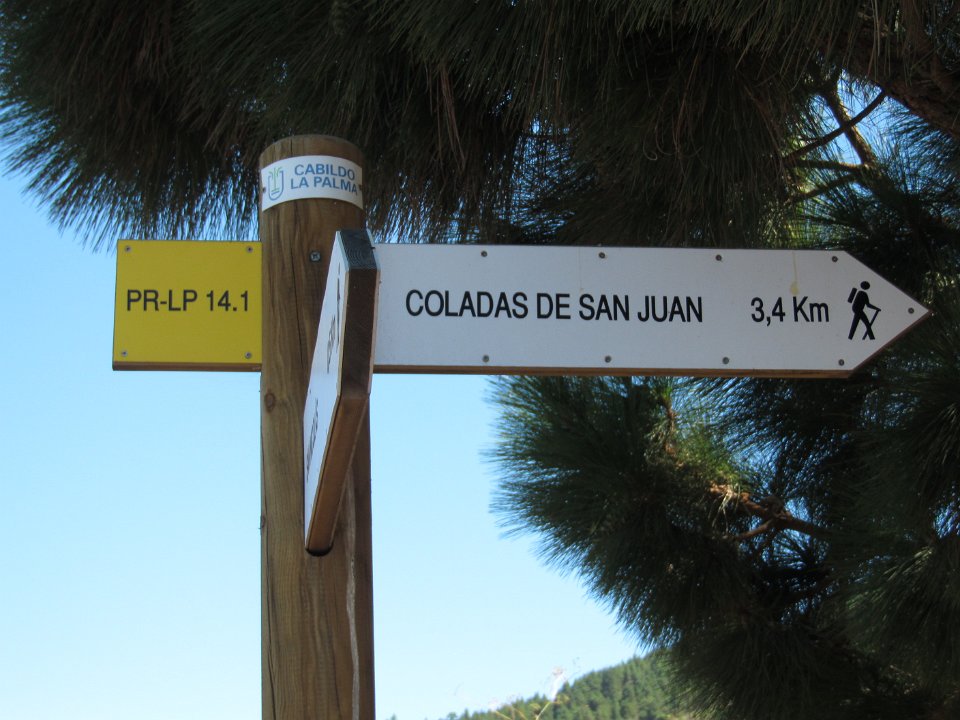 CABILDO
LA PALMA
PR-LP 14.1
COLADAS DE SAN JUAN 3,4 Km